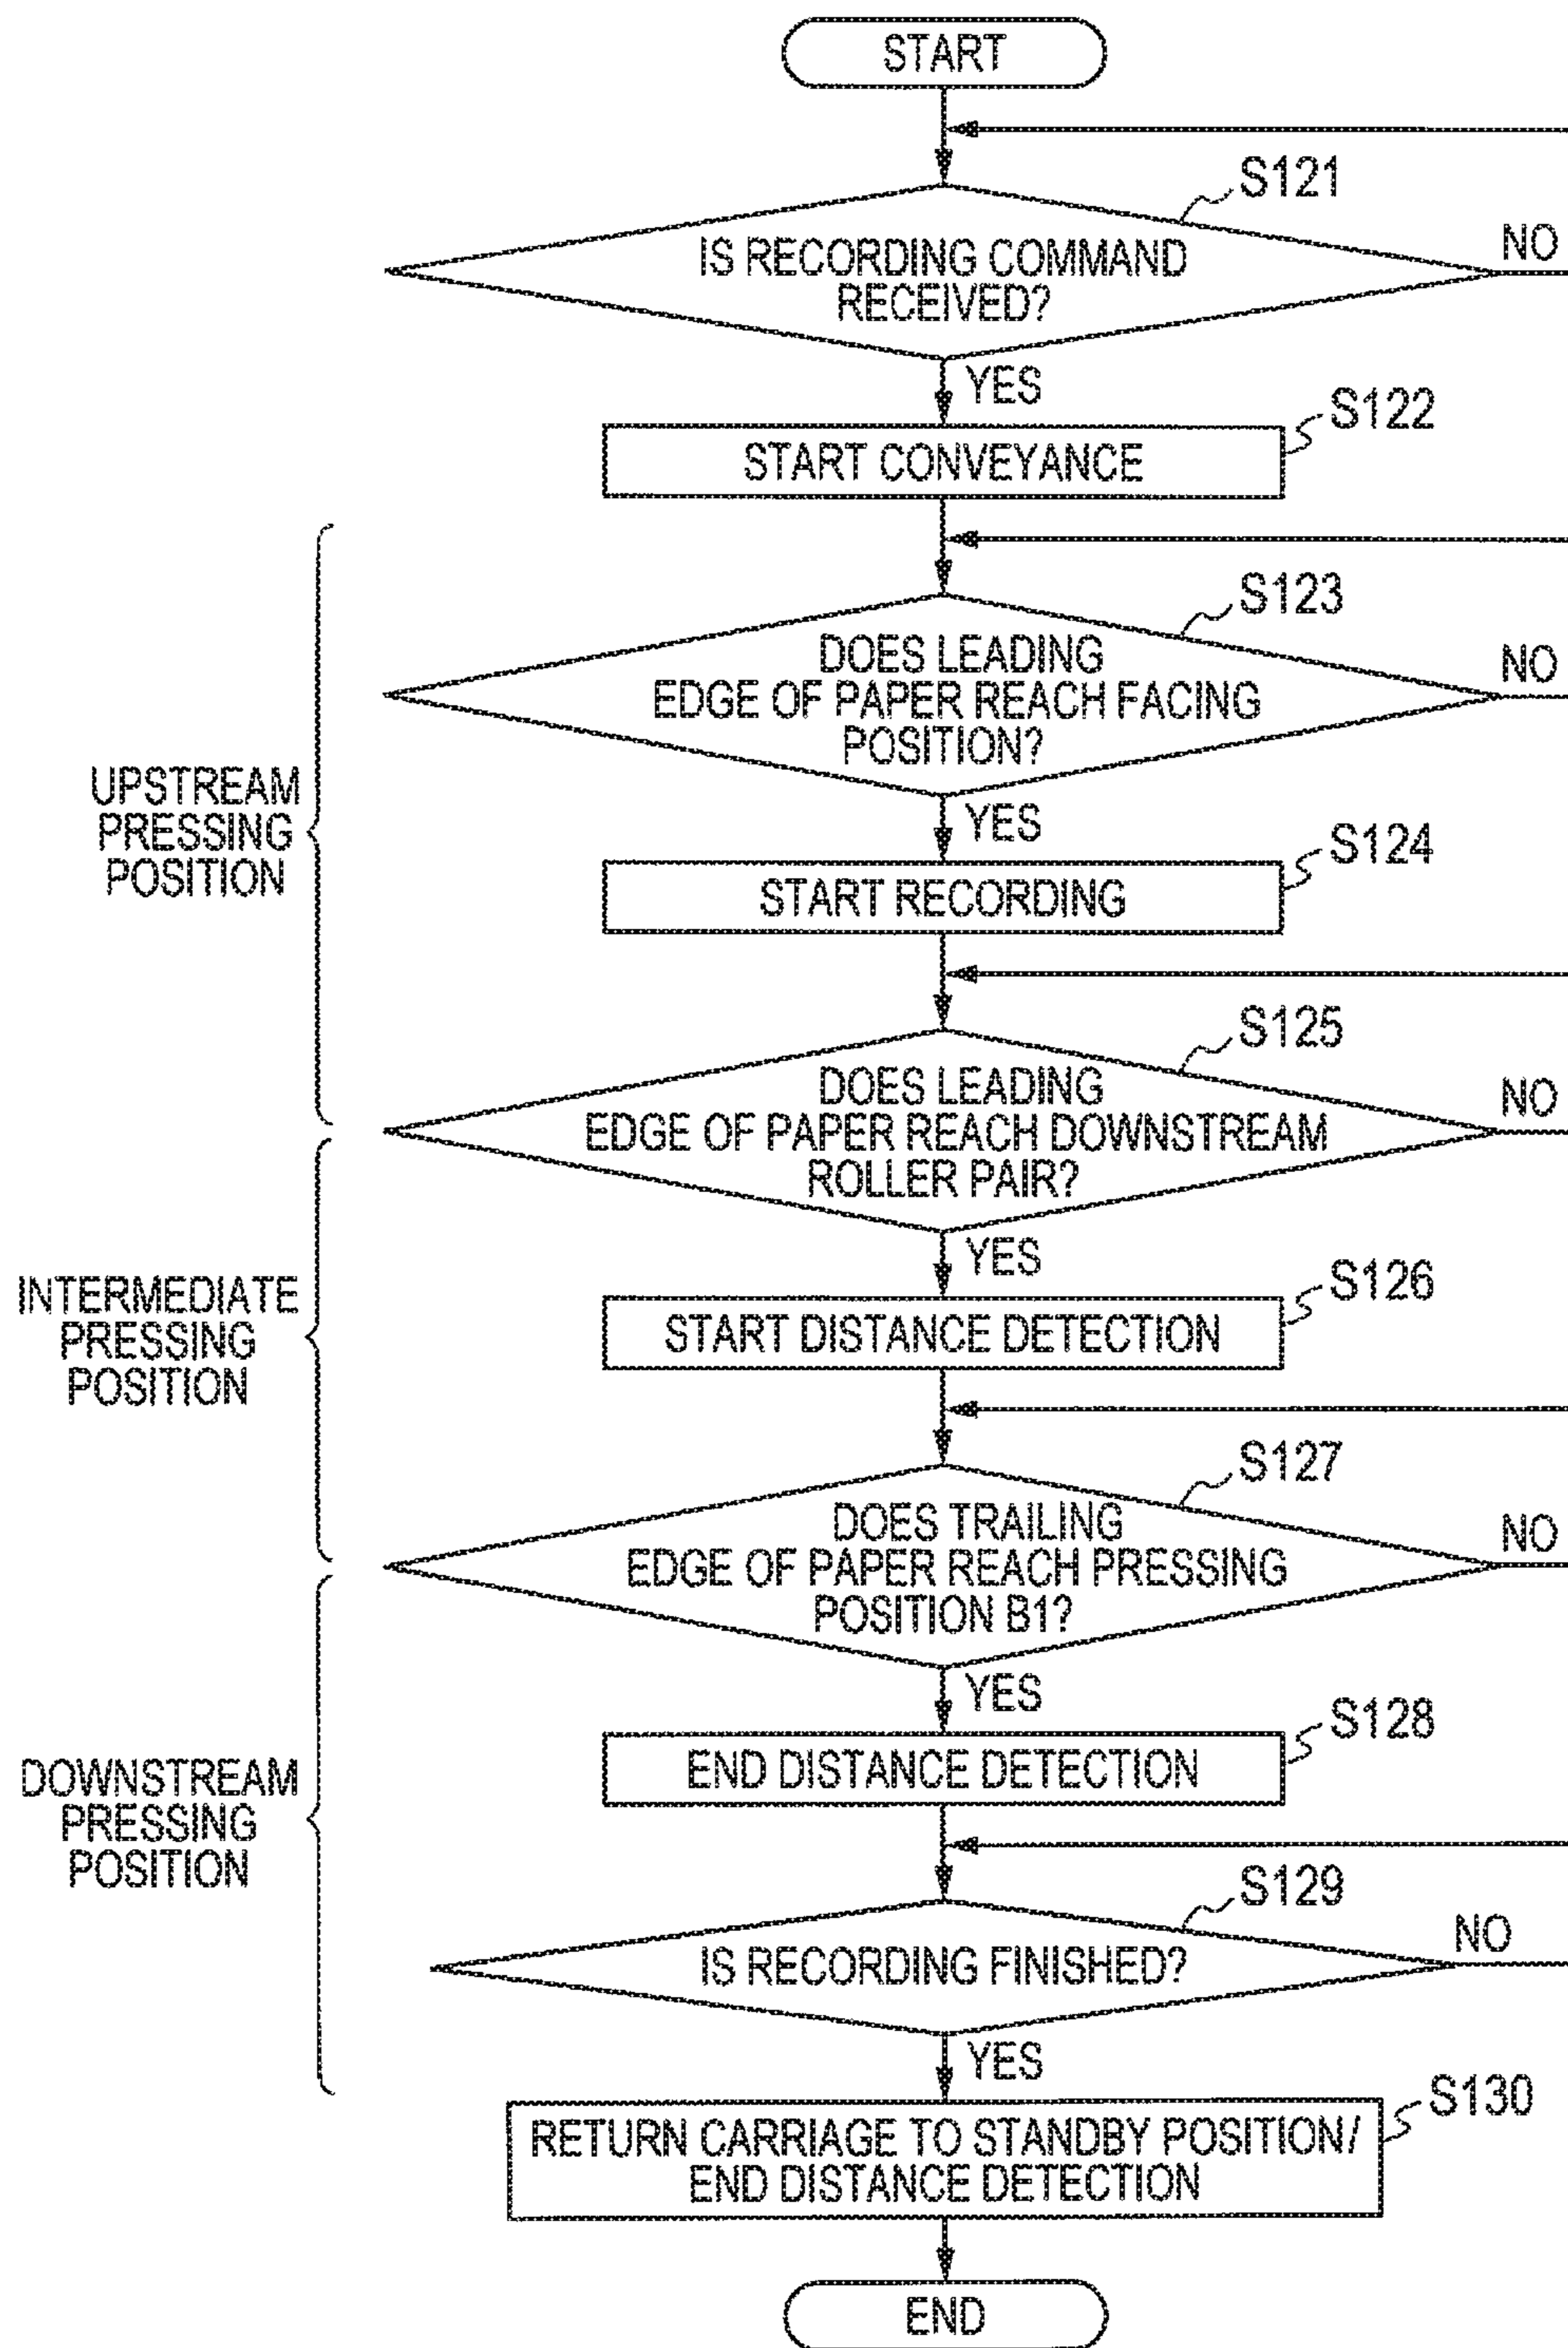 START
S121
IS RECORDING COMMAND
RECEIVED?
NO
YES
S122
START CONVEYANCE
UPSTREAM
PRESSING
POSITION
S123
DOES LEADING
EDGE OF PAPER REACH FACING
POSITION?
NO
YES
S124
START RECORDING
S125
DOES LEADING
EDGE OF PAPER REACH DOWNSTREAM
ROLLER PAIR?
NO
YES
INTERMEDIATE
PRESSING
POSITION
S126
START DISTANCE DETECTION
S127
DOES TRAILING
EDGE OF PAPER REACH PRESSING
POSITION B1?
NO
YES
S128
END DISTANCE DETECTION
DOWNSTREAM
PRESSING
POSITION
S129
IS RECORDING FINISHED?
NO
YES
S130
RETURN CARRIAGE TO STANDBY POSITION/
END DISTANCE DETECTION
END